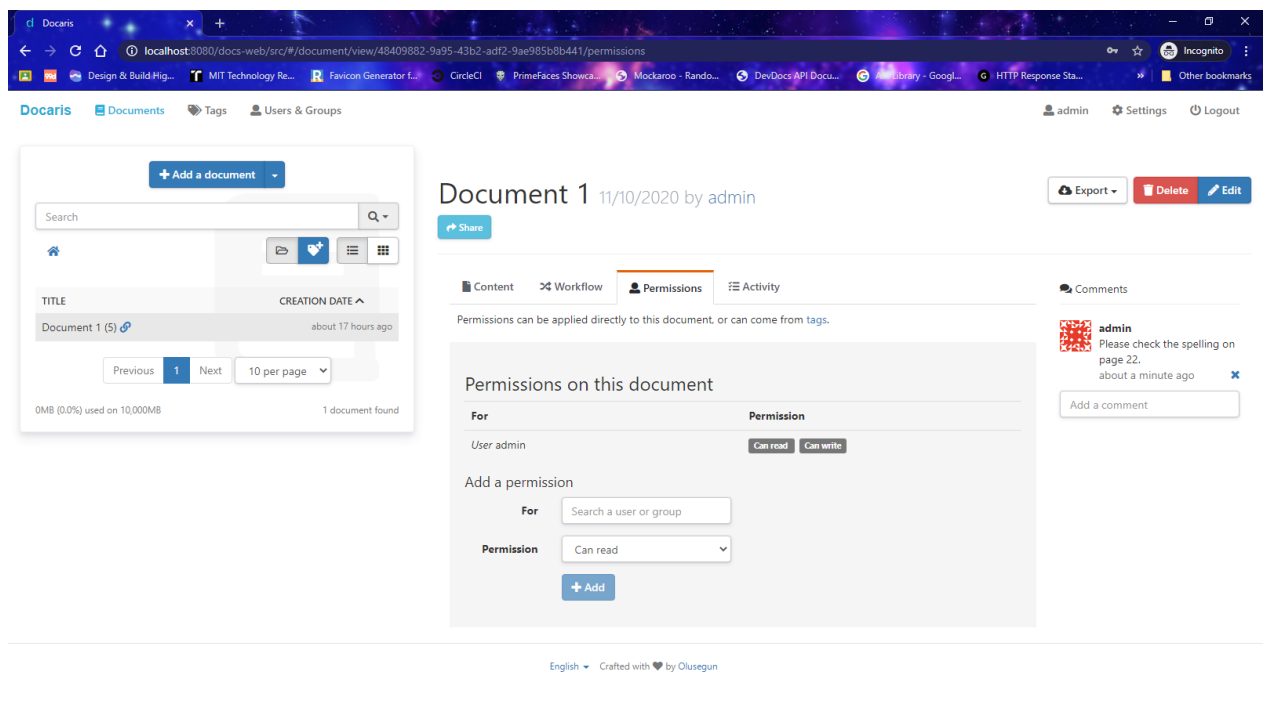 d Docaris
localhost:8080/docs-web/src/#/document/view/48409882-9a95-43b2-adf2-9ae985b8b441/permissions
Incognito
Design & Build Hig... MIT Technology Re... Favicon Generator f... CircleCI PrimeFaces Showca... Mockaroo - Rando... DevDocs API Docu... Library - Googl... HTTP Response Sta... » Other bookmarks
Docaris Documents Tags Users & Groups admin Settings Logout
+ Add a document
Search
TITLE CREATION DATE
Document 1 (5) about 17 hours ago
Previous 1 Next 10 per page
0MB (0.0%) used on 10,000MB 1 document found
Document 1 11/10/2020 by admin
Export Delete Edit
Share
Content Workflow Permissions Activity
Permissions can be applied directly to this document, or can come from tags.
Permissions on this document
For Permission
User admin Can read Can write
Add a permission
For Search a user or group
Permission Can read
+ Add
Comments
admin
Please check the spelling on
page 22.
about a minute ago
Add a comment
English Crafted with ♥ by Olusegun